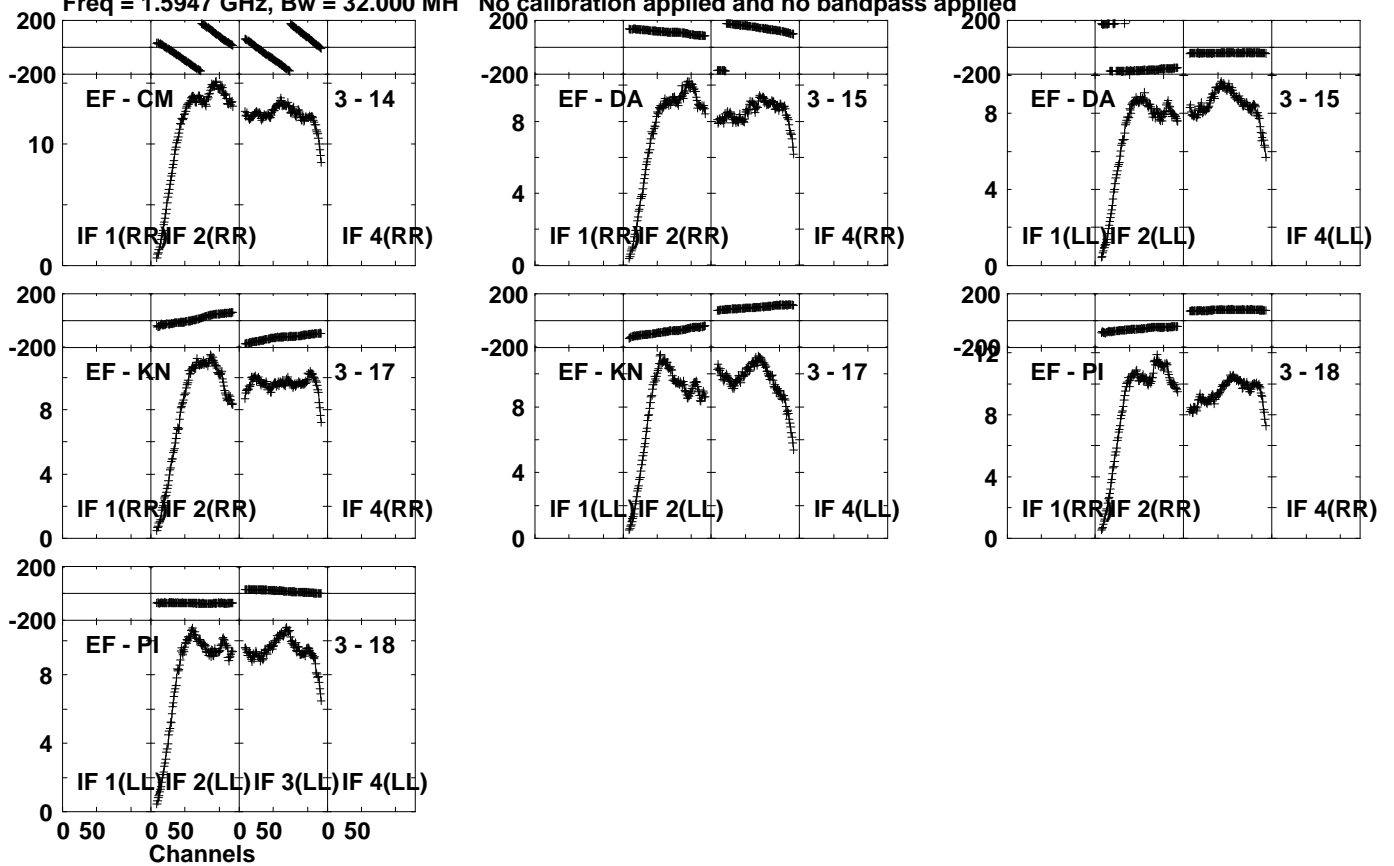 Freq = 1.5947 GHz, Bw = 32.000 MH No calibration applied and no bandpass applied
200
-200
EF - CM
3 - 14
10
0
IF 1(RR)
IF 2(RR)
IF 4(RR)
200
-200
EF - DA
3 - 15
8
4
0
IF 1(RR)
IF 2(RR)
IF 4(RR)
200
-200
EF - DA
3 - 15
8
4
0
IF 1(LL)
IF 2(LL)
IF 4(LL)
200
-200
EF - KN
3 - 17
8
4
0
IF 1(RR)
IF 2(RR)
IF 4(RR)
200
-200
EF - KN
3 - 17
8
4
0
IF 1(LL)
IF 2(LL)
IF 4(LL)
200
-200
12
EF - PI
3 - 18
8
4
0
IF 1(RR)
IF 2(RR)
IF 4(RR)
200
-200
EF - PI
3 - 18
8
4
0
IF 1(LL)
IF 2(LL)
IF 3(LL)
IF 4(LL)
0 50 0 50 0 50 0 50
Channels